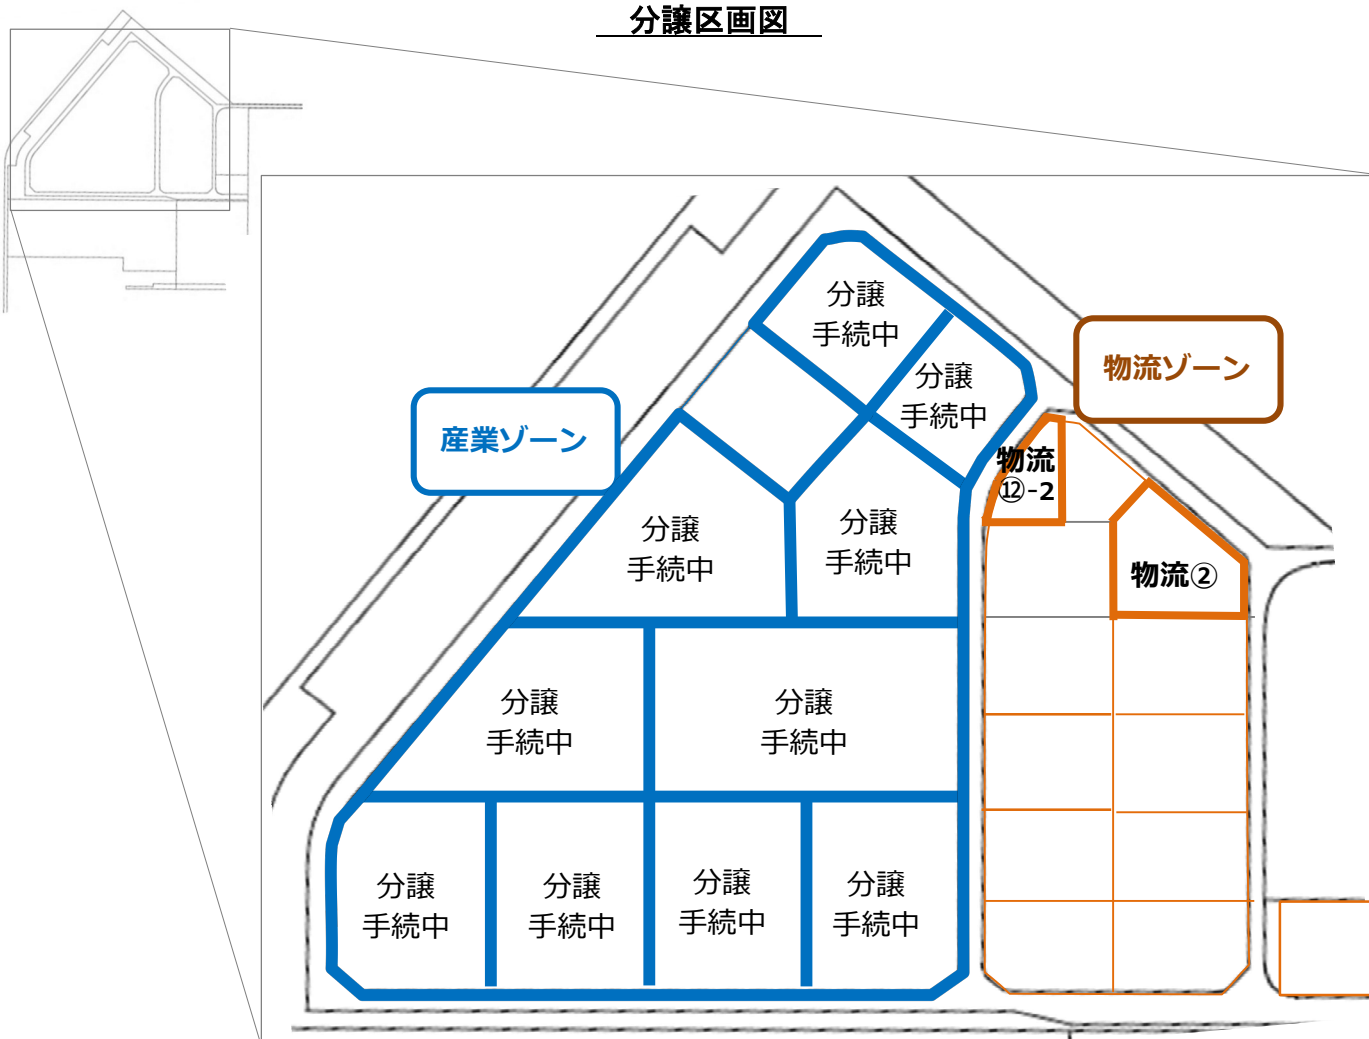 分譲区画図
分譲
手続中
分譲
手続中
物流ゾーン
産業ゾーン
物流
⑫-2
分譲
手続中
分譲
手続中
物流②
分譲
手続中
分譲
手続中
分譲
手続中
分譲
手続中
分譲
手続中
分譲
手続中